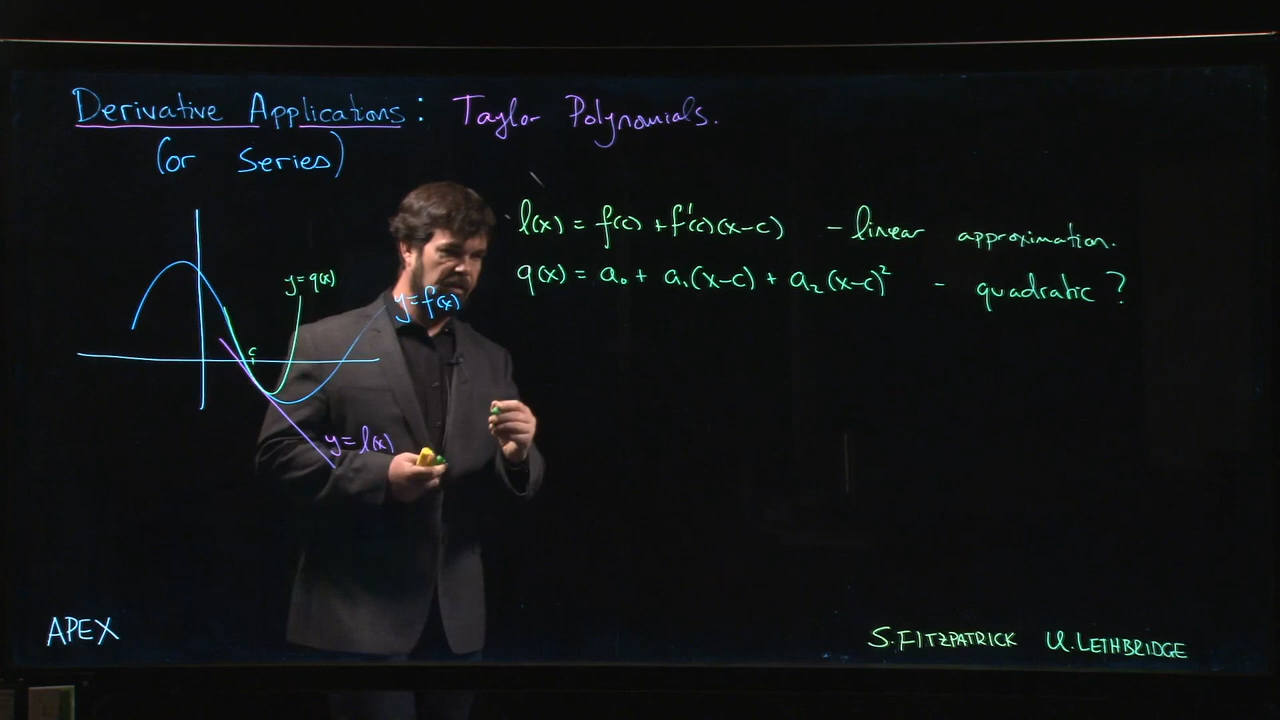 Derivative Applications: Taylor Polynomials.
(or Series)
l(x) = f(c) + f'(c)(x-c) - linear approximation.
q(x) = a₀ + a₁(x-c) + a₂(x-c)² - quadratic ?
y=q(x)
y=f(x)
c
y=l(x)
APEX
S.FITZPATRICK U.LETHBRIDGE